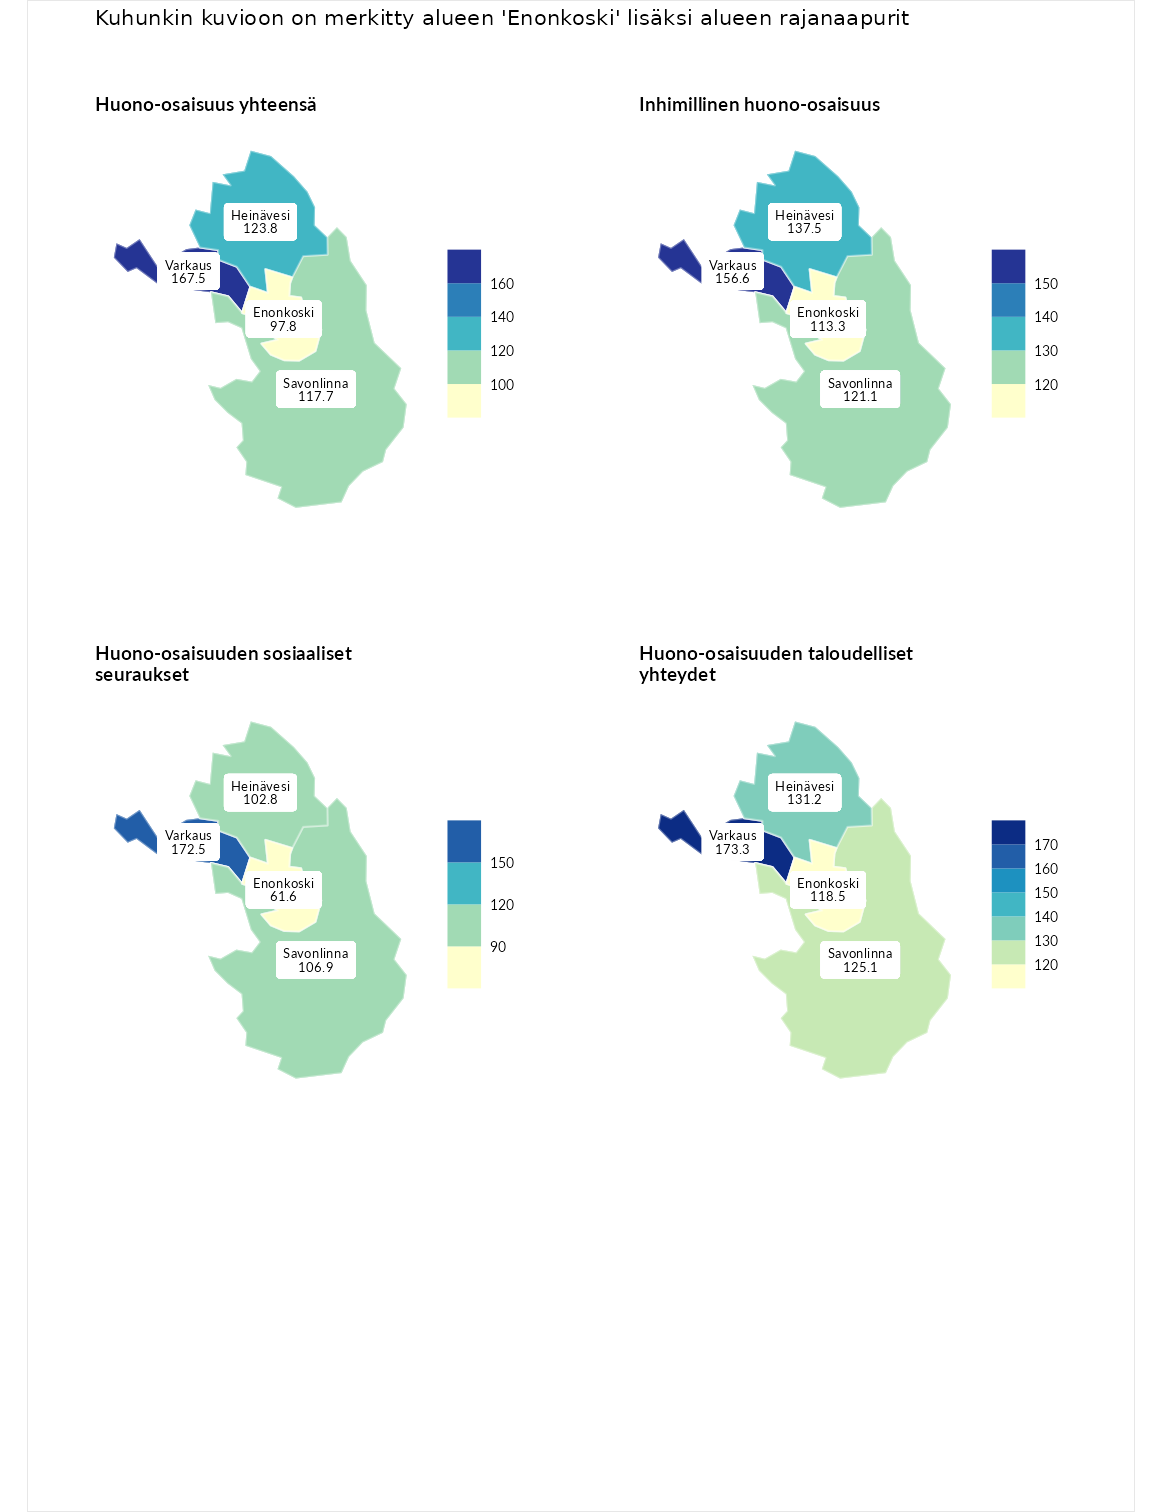 Kuhunkin kuvioon on merkitty alueen 'Enonkoski' lisäksi alueen rajanaapurit
Huono-osaisuus yhteensä
Heinävesi
123.8
Varkaus
167.5
Enonkoski
97.8
Savonlinna
117.7
160
140
120
100
Inhimillinen huono-osaisuus
Heinävesi
137.5
Varkaus
156.6
Enonkoski
113.3
Savonlinna
121.1
150
140
130
120
Huono-osaisuuden sosiaaliset
seuraukset
Heinävesi
102.8
Varkaus
172.5
Enonkoski
61.6
Savonlinna
106.9
150
120
90
Huono-osaisuuden taloudelliset
yhteydet
Heinävesi
131.2
Varkaus
173.3
Enonkoski
118.5
Savonlinna
125.1
170
160
150
140
130
120